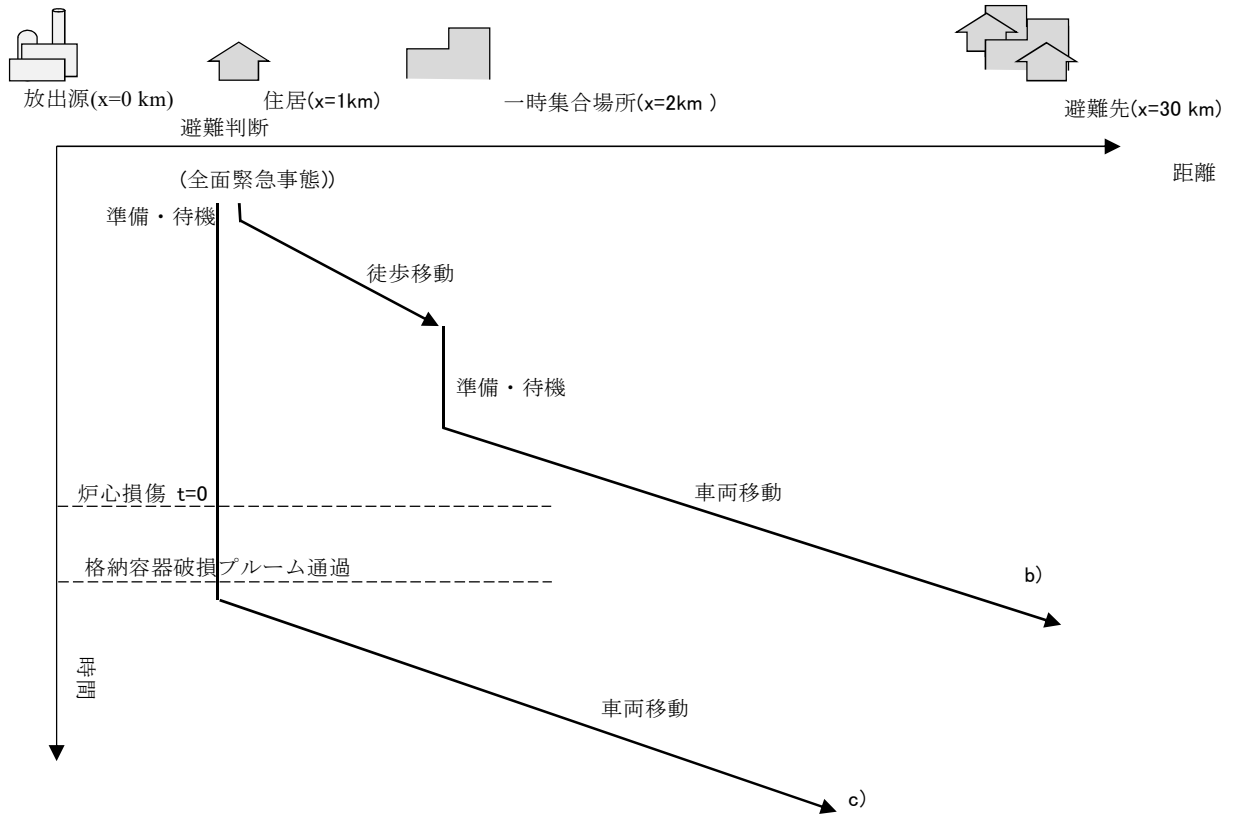 放出源(x=0 km)
住居(x=1km)
一時集合場所(x=2km )
避難先(x=30 km)
避難判断
距離
(全面緊急事態))
準備・待機
徒歩移動
準備・待機
炉心損傷 t=0
車両移動
格納容器破損プルーム通過
b)
時間
車両移動
c)